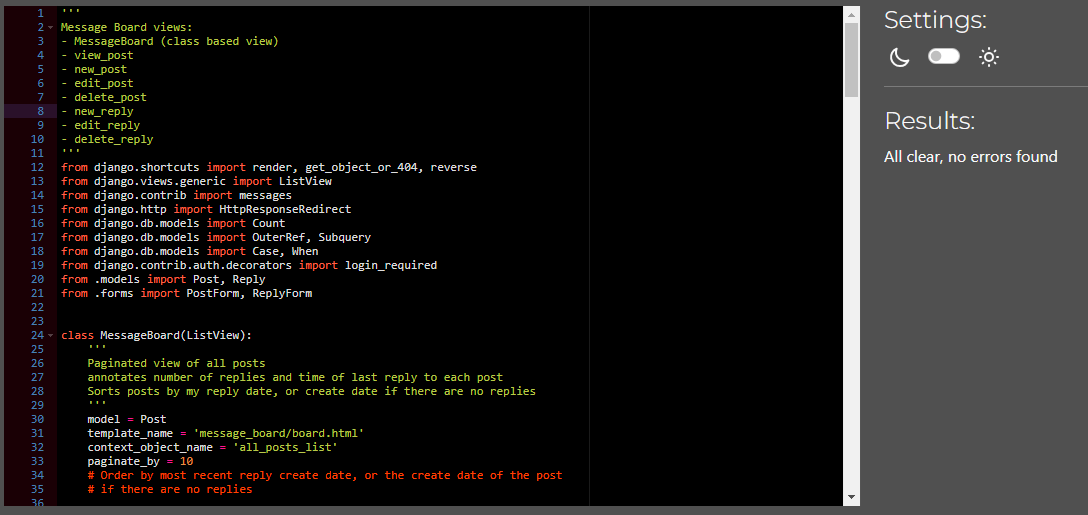 1 '''
2 Message Board views:
3 - MessageBoard (class based view)
4 - view_post
5 - new_post
6 - edit_post
7 - delete_post
8 - new_reply
9 - edit_reply
10 - delete_reply
11 '''
12 from django.shortcuts import render, get_object_or_404, reverse
13 from django.views.generic import ListView
14 from django.contrib import messages
15 from django.http import HttpResponseRedirect
16 from django.db.models import Count
17 from django.db.models import OuterRef, Subquery
18 from django.db.models import Case, When
19 from django.contrib.auth.decorators import login_required
20 from .models import Post, Reply
21 from .forms import PostForm, ReplyForm
22
23
24 class MessageBoard(ListView):
25     '''
26     Paginated view of all posts
27     annotates number of replies and time of last reply to each post
28     Sorts posts by my reply date, or create date if there are no replies
29     '''
30     model = Post
31     template_name = 'message_board/board.html'
32     context_object_name = 'all_posts_list'
33     paginate_by = 10
34     # Order by most recent reply create date, or the create date of the post
35     # if there are no replies
36
Settings:
Results:
All clear, no errors found